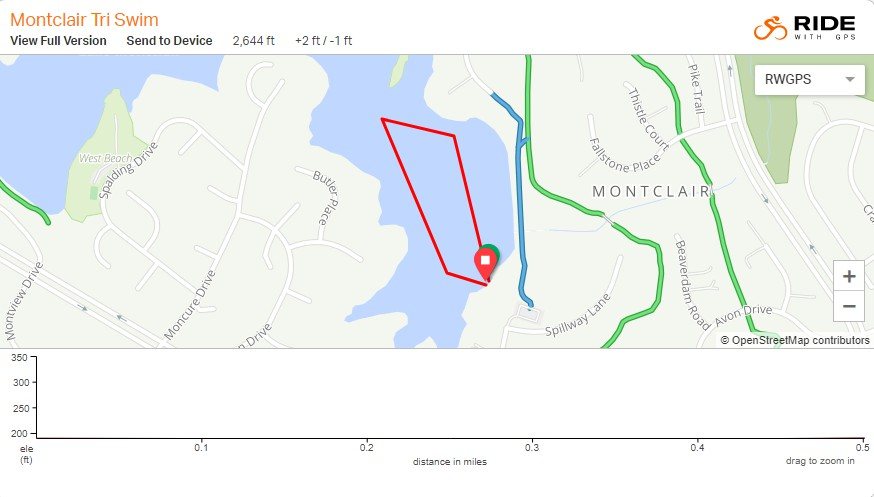 Montclair Tri Swim
View Full Version Send to Device 2,644 ft +2 ft / -1 ft
RIDE
WITH GPS
RWGPS
Pike Trail
Thistle Court
Fallstone Place
West Beach
Spalding Drive
Butler Place
MONTCLAIR
Montview Drive
Moncure Drive
Beaverdam Road
Spillway Lane
Avon Drive
+
−
© OpenStreetMap contributors
350
300
250
200
ele
(ft)
0.1 0.2 0.3 0.4 0.5
distance in miles
drag to zoom in